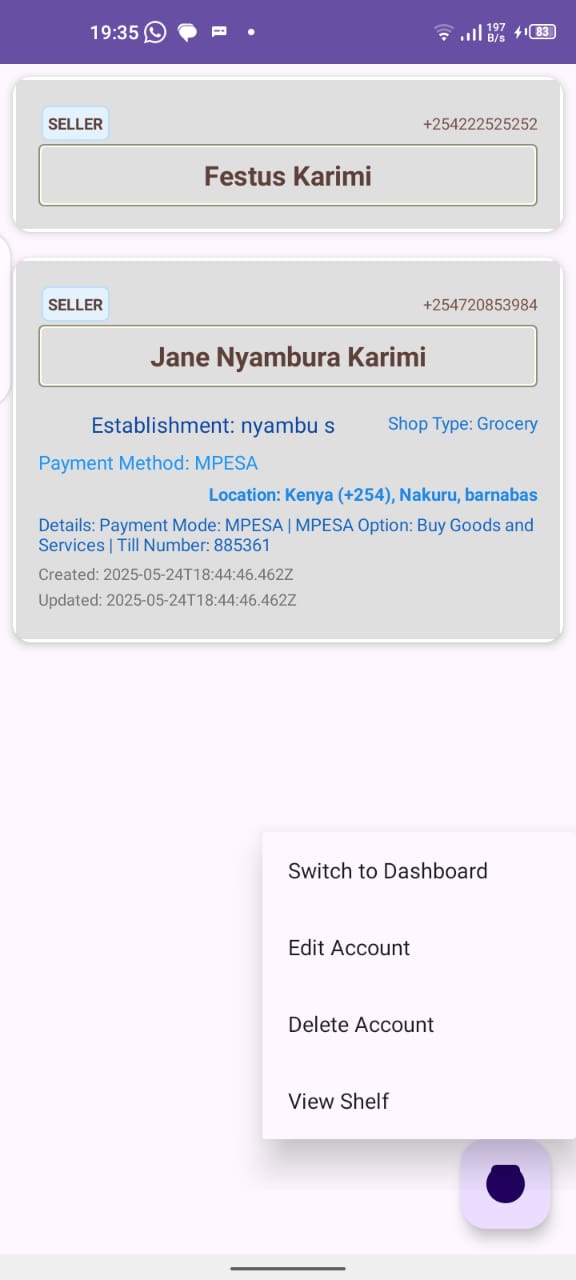 19:35 197 B/s 83
SELLER +254222525252
Festus Karimi
SELLER +254720853984
Jane Nyambura Karimi
Establishment: nyambu s Shop Type: Grocery
Payment Method: MPESA
Location: Kenya (+254), Nakuru, barnabas
Details: Payment Mode: MPESA | MPESA Option: Buy Goods and
Services | Till Number: 885361
Created: 2025-05-24T18:44:46.462Z
Updated: 2025-05-24T18:44:46.462Z
Switch to Dashboard
Edit Account
Delete Account
View Shelf